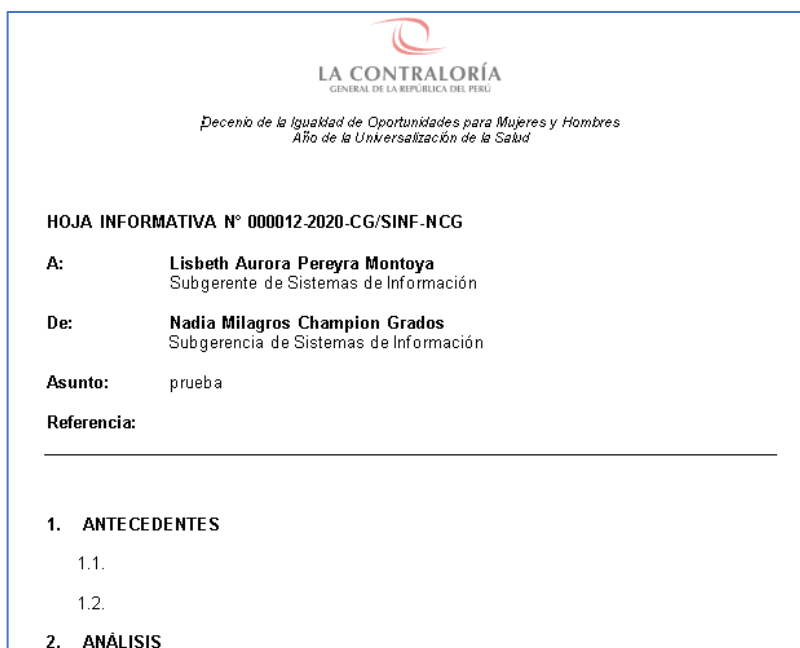 LA CONTRALORÍA
GENERAL DE LA REPÚBLICA DEL PERÚ
Decenio de la Igualdad de Oportunidades para Mujeres y Hombres
Año de la Universalización de la Salud
HOJA INFORMATIVA N° 000012-2020-CG/SINF-NCG
A: Lisbeth Aurora Pereyra Montoya
Subgerente de Sistemas de Información
De: Nadia Milagros Champion Grados
Subgerencia de Sistemas de Información
Asunto: prueba
Referencia:
1. ANTECEDENTES
1.1.
1.2.
2. ANÁLISIS